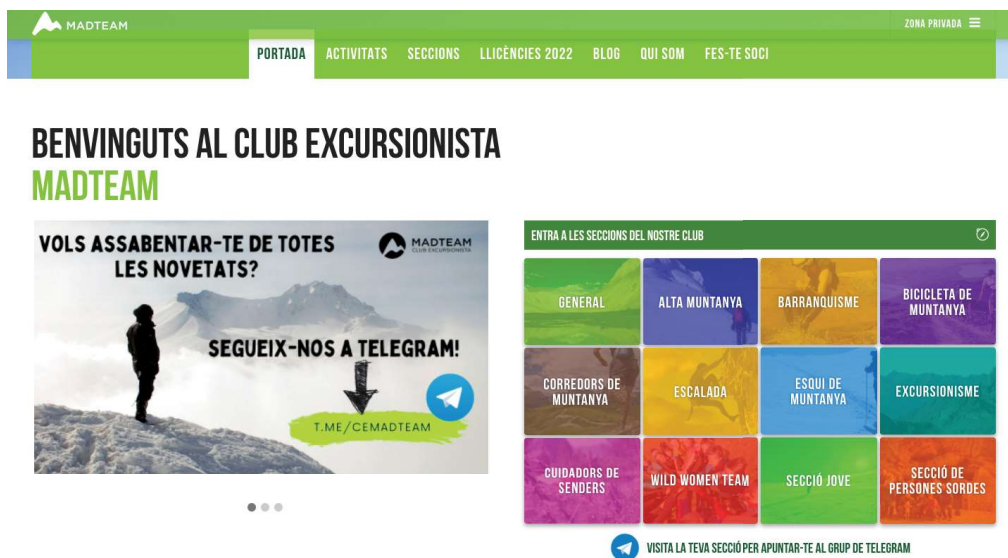 MADTEAM
ZONA PRIVADA
PORTADA ACTIVITATS SECCIONS LLICÈNCIES 2022 BLOG QUI SOM FES-TE SOCI
BENVINGUTS AL CLUB EXCURSIONISTA
MADTEAM
VOLS ASSABENTAR-TE DE TOTES
LES NOVETATS?
MADTEAM
CLUB EXCURSIONISTA
SEGUEIX-NOS A TELEGRAM!
T.ME/CEMADTEAM
ENTRA A LES SECCIONS DEL NOSTRE CLUB
GENERAL
ALTA MUNTANYA
BARRANQUISME
BICICLETA DE
MUNTANYA
CORREDORS DE
MUNTANYA
ESCALADA
ESQUI DE
MUNTANYA
EXCURSIONISME
CUIDADORS DE
SENDERS
WILD WOMEN TEAM
SECCIÓ JOVE
SECCIÓ DE
PERSONES SORDES
VISITA LA TEVA SECCIÓ PER APUNTAR-TE AL GRUP DE TELEGRAM